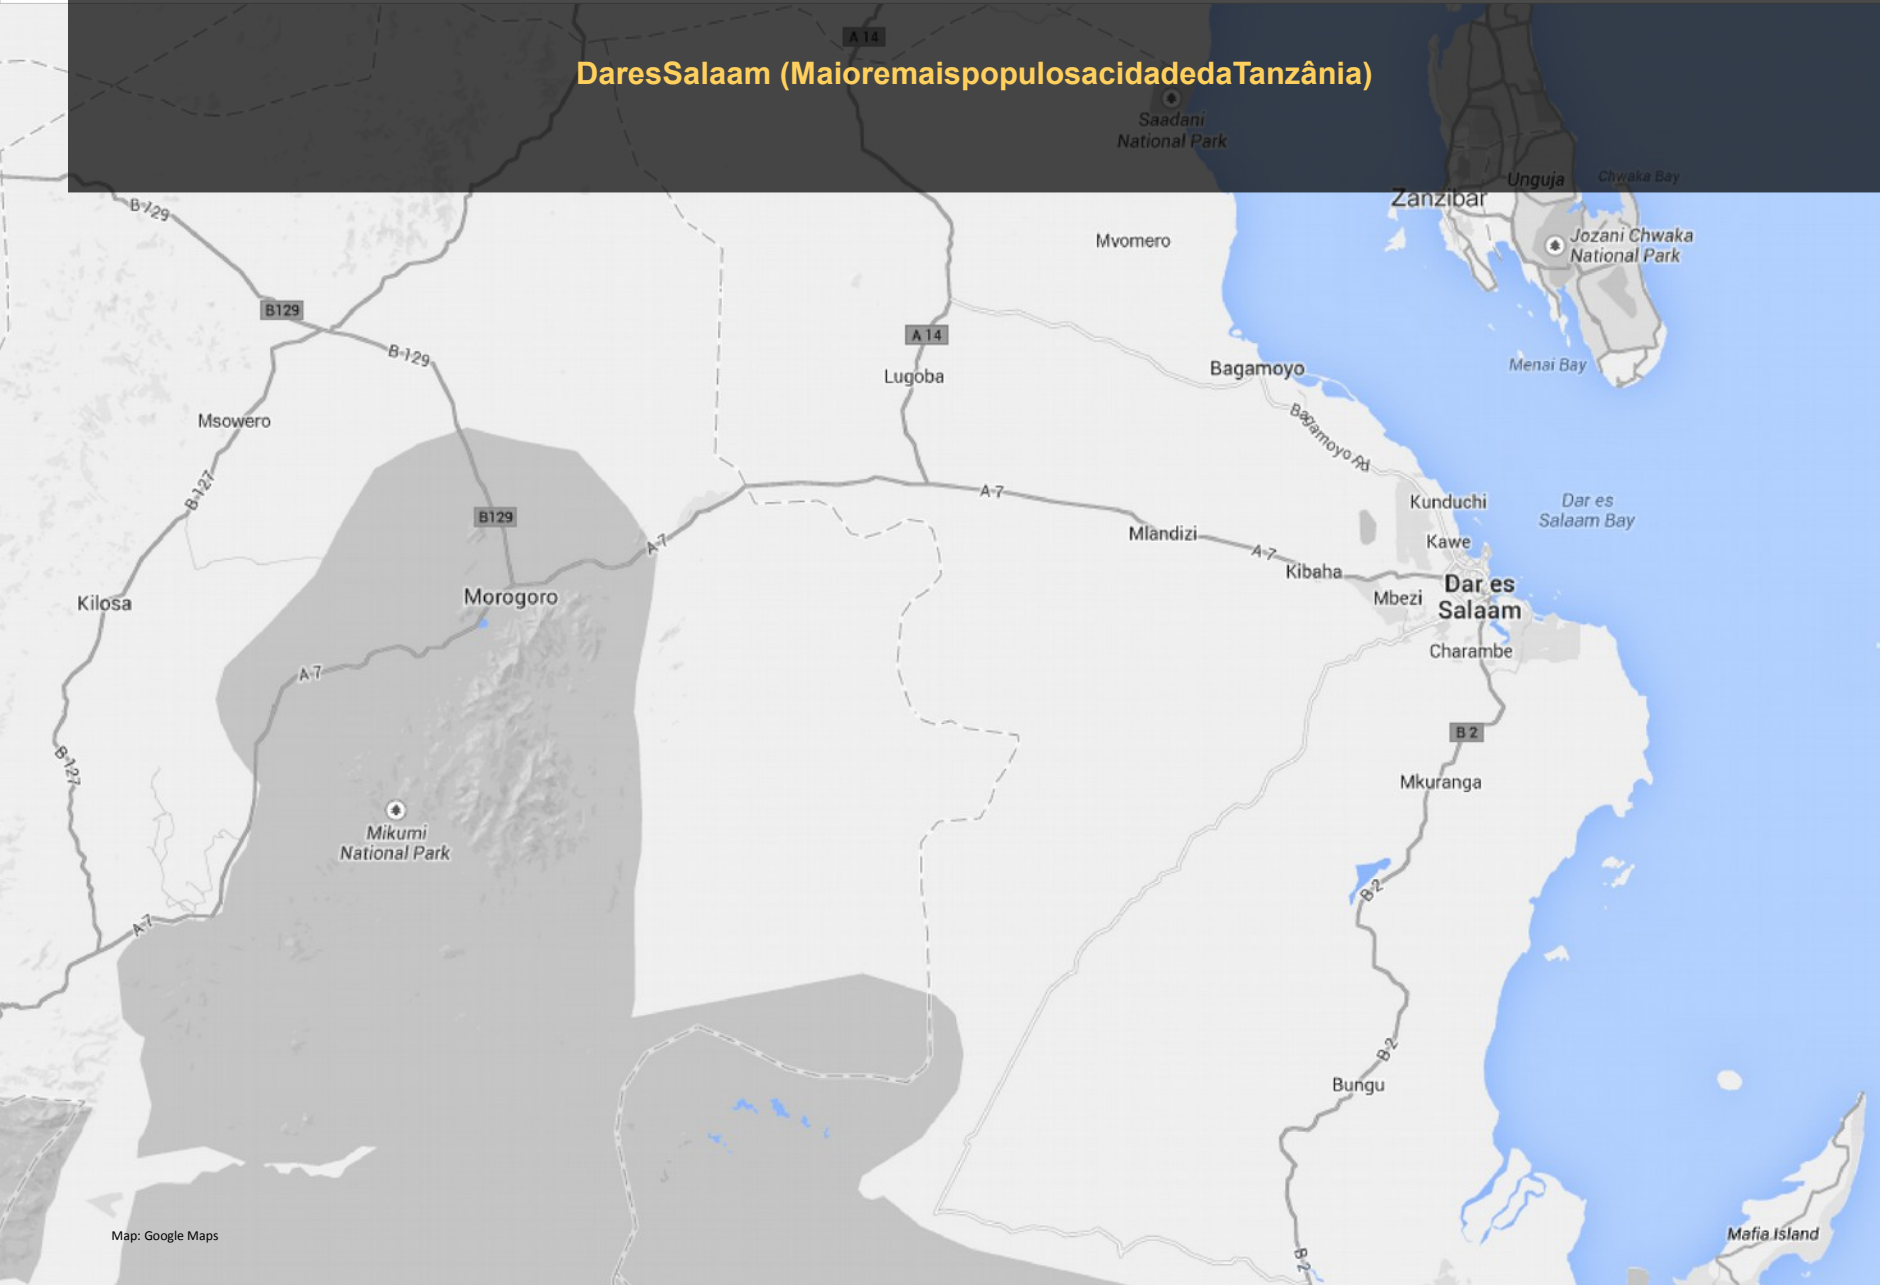 A 14
DaresSalaam (MaioremaispopulosacidadedaTanzânia)
Saadani
National Park
Unguja
Chwaka Bay
Zanzibar
B 129
Mvomero
Jozani Chwaka
National Park
B129
A 14
B 129
Menai Bay
Bagamoyo
Lugoba
Bagamoyo Rd
Msowero
B 127
A 7
Kunduchi
Dar es
Salaam Bay
B129
Mlandizi
Kawe
A 7
A 7
Kibaha
Dar es
Salaam
Mbezi
Morogoro
Kilosa
Charambe
A 7
B 2
B 127
Mkuranga
Mikumi
National Park
B 2
A 7
B 2
Bungu
Map: Google Maps
Mafia Island
B 2